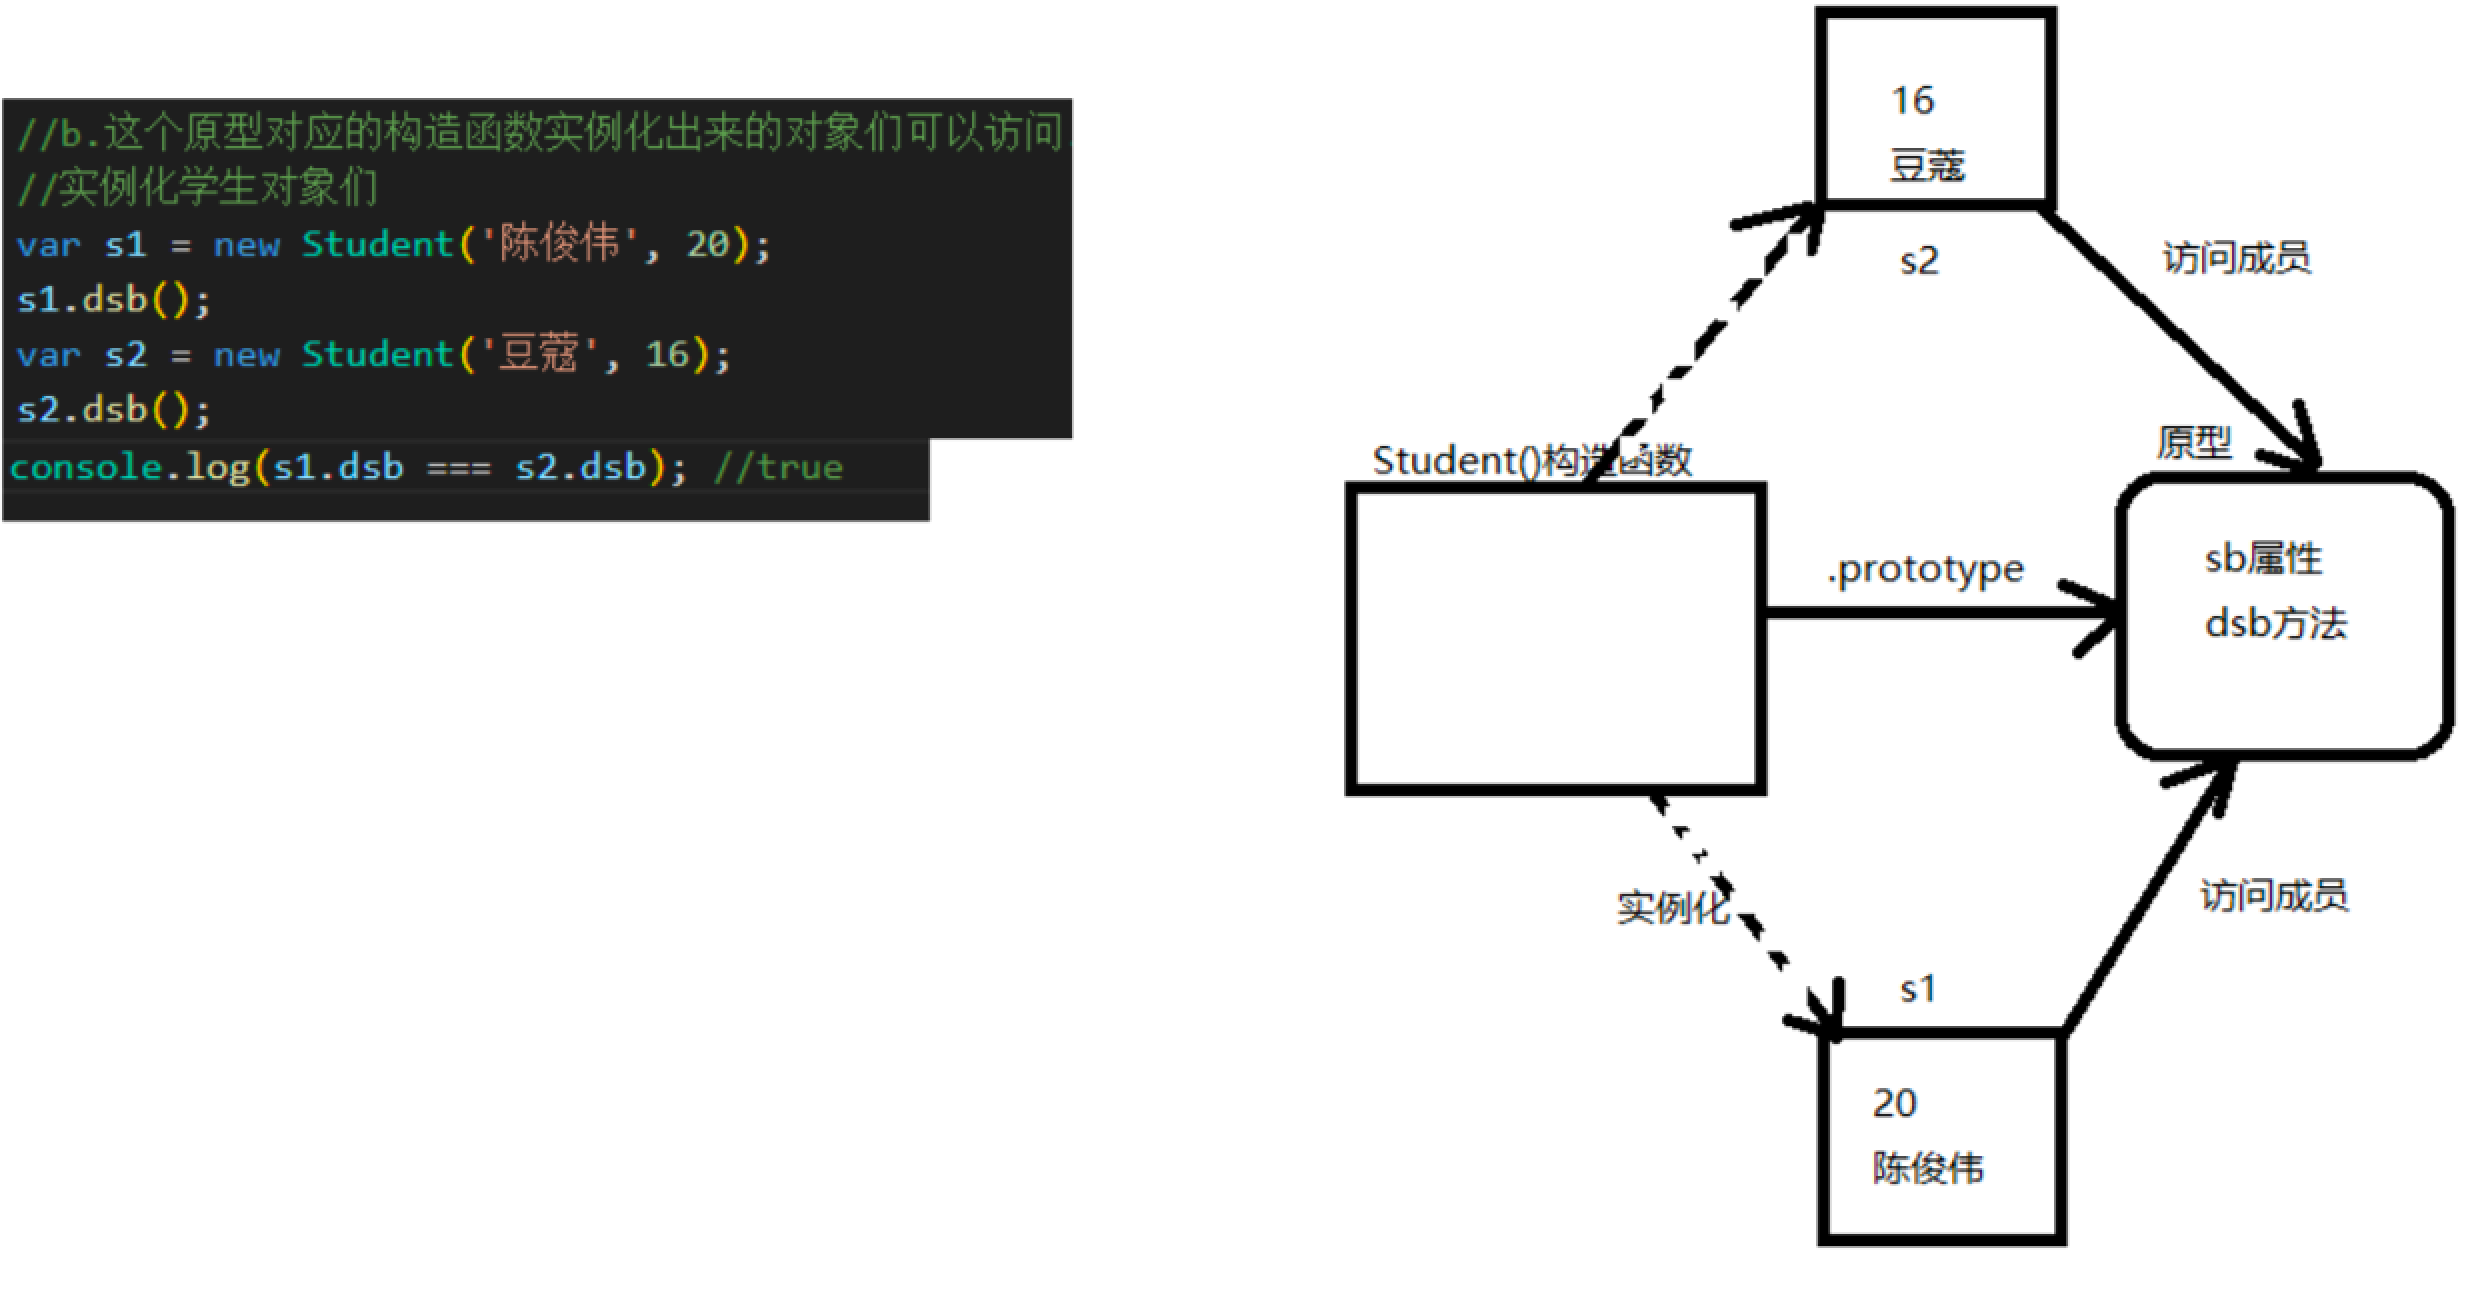 //b.这个原型对应的构造函数实例化出来的对象们可以访问
//实例化学生对象们
var s1 = new Student('陈俊伟', 20);
s1.dsb();
var s2 = new Student('豆蔻', 16);
s2.dsb();
console.log(s1.dsb === s2.dsb); //true
16
豆蔻
s2
访问成员
Student()构造函数
原型
.prototype
sb属性
dsb方法
实例化
访问成员
s1
20
陈俊伟